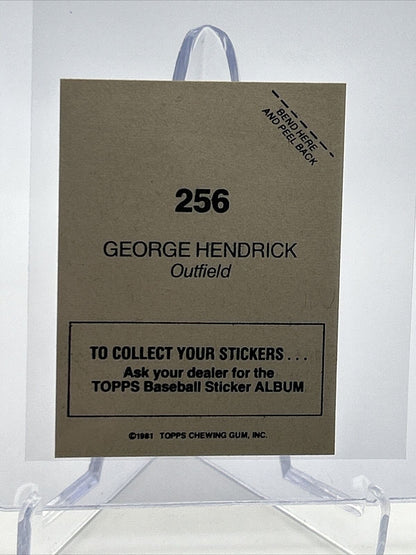 BEND HERE
AND PEEL BACK
256
GEORGE HENDRICK
Outfield
TO COLLECT YOUR STICKERS . . .
Ask your dealer for the
TOPPS Baseball Sticker ALBUM
©1981 TOPPS CHEWING GUM, INC.